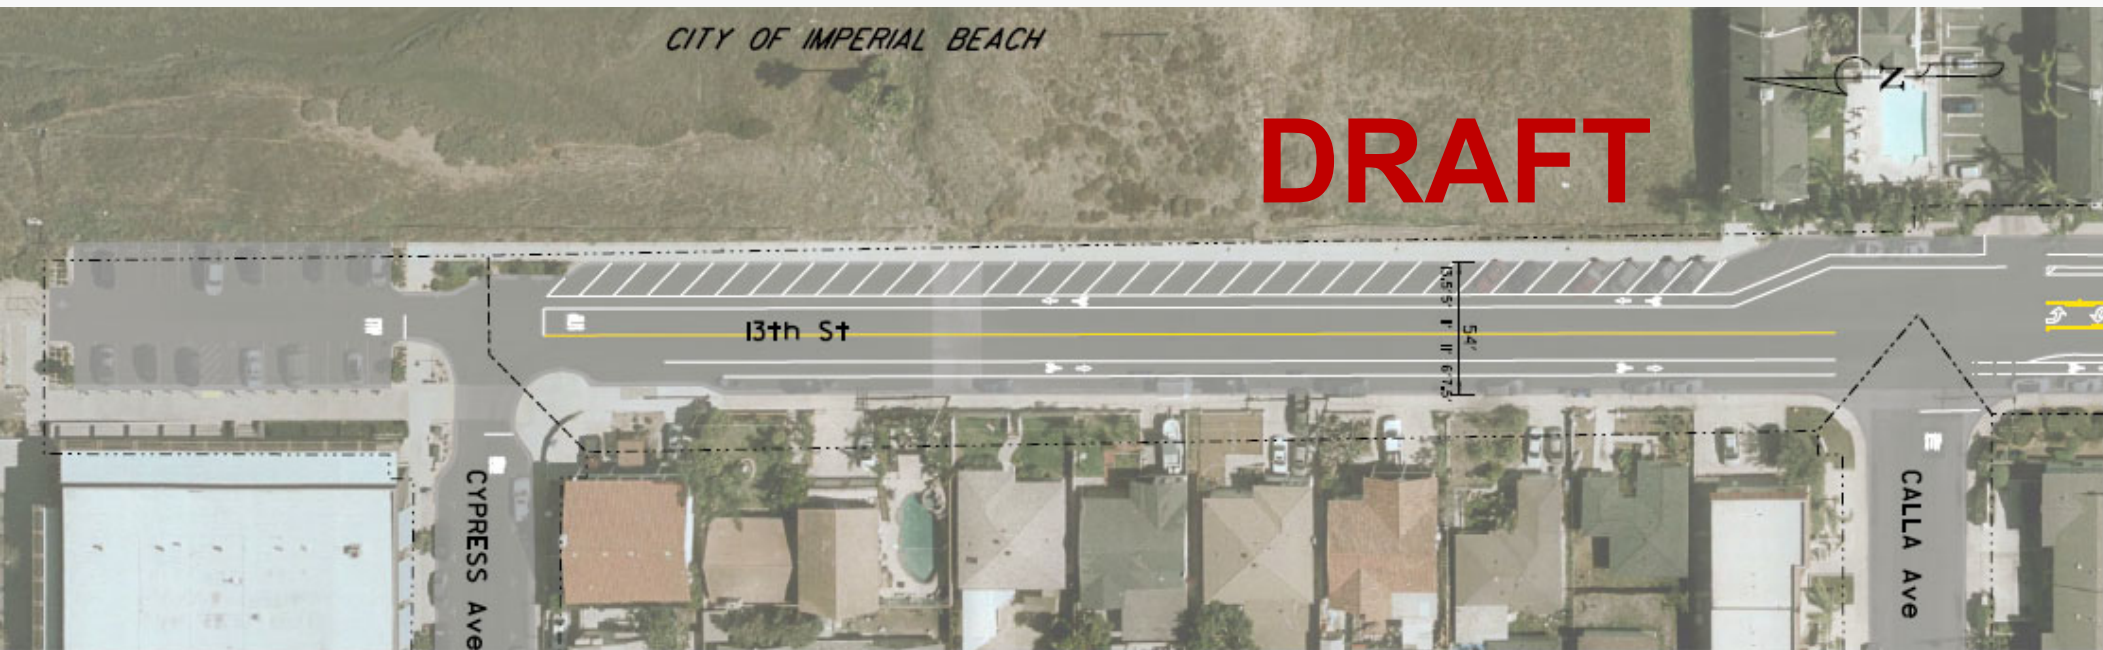 CITY OF IMPERIAL BEACH
N
DRAFT
13th St
54'
CYPRESS Ave
CALLA Ave